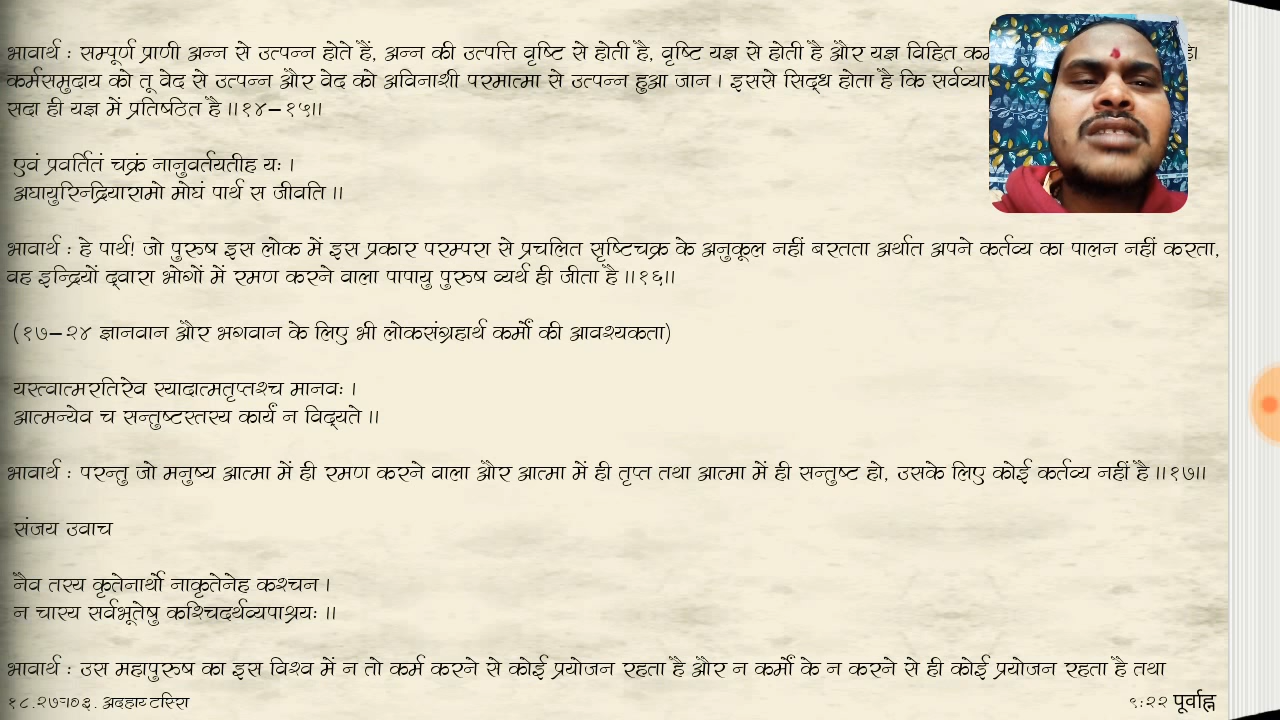 भावार्थ : सम्पूर्ण प्राणी अन्न से उत्पन्न होते हैं, अन्न की उत्पत्ति वृष्टि से होती है, वृष्टि यज्ञ से होती है और यज्ञ विहित
कर्मसमुदाय को तू वेद से उत्पन्न और वेद को अविनाशी परमात्मा से उत्पन्न हुआ जान । इससे सिद्ध होता है कि
सदा ही यज्ञ में प्रतिष्ठित है ॥१४-१५॥
एवं प्रवर्तितं चक्रं नानुवर्तयतीह यः ।
अघायुरिन्द्रियारामो मोघं पार्थ स जीवति ॥
भावार्थ : हे पार्थ! जो पुरुष इस लोक में इस प्रकार परम्परा से प्रचलित सृष्टिचक्र के अनुकूल नहीं बरतता अर्थात अपने कर्तव्य का पालन नहीं करता,
वह इन्द्रियों द्वारा भोगों में रमण करने वाला पापायु पुरुष व्यर्थ ही जीता है ॥१६॥
(१७-२४ ज्ञानवान और भगवान के लिए भी लोकसंग्रहार्थ कर्मों की आवश्यकता)
यस्त्वात्मरतिरेव स्यादात्मतृप्तश्च मानवः ।
आत्मन्येव च सन्तुष्टस्तस्य कार्यं न विद्यते ॥
भावार्थ : परन्तु जो मनुष्य आत्मा में ही रमण करने वाला और आत्मा में ही तृप्त तथा आत्मा में ही सन्तुष्ट हो, उसके लिए कोई कर्तव्य नहीं है ॥१७॥
संजय उवाच
नैव तस्य कृतेनार्थो नाकृतेनेह कश्चन ।
न चास्य सर्वभूतेषु कश्चिदर्थव्यपाश्रयः ॥
भावार्थ : उस महापुरुष का इस विश्व में न तो कर्म करने से कोई प्रयोजन रहता है और न कर्मों के न करने से ही कोई प्रयोजन रहता है तथा
९:२२ पूर्वाह्न